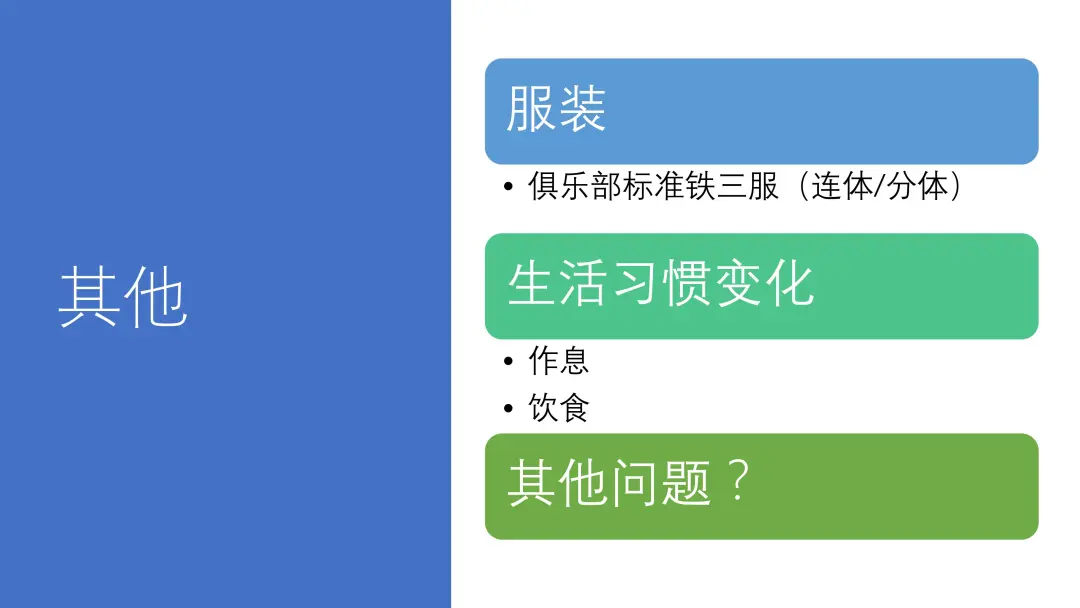 其他
服装
• 俱乐部标准铁三服（连体/分体）
生活习惯变化
• 作息
• 饮食
其他问题？